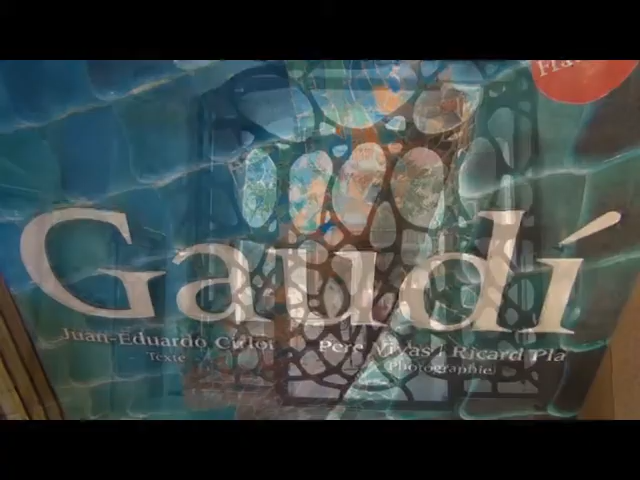 Gaudí
Juan-Eduardo Cirlot
Texte
Pere Vivas i Ricard Pla
Photographie